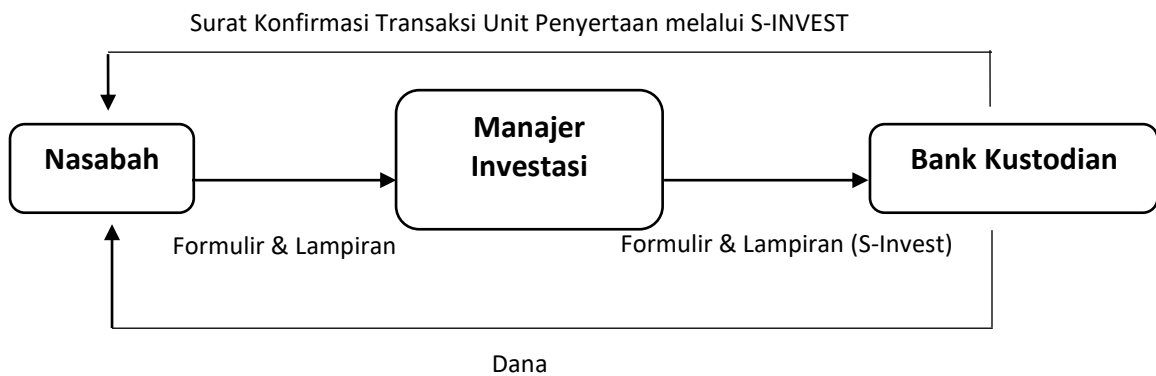 Surat Konfirmasi Transaksi Unit Penyertaan melalui S-INVEST
Nasabah
Manajer
Investasi
Bank Kustodian
Formulir & Lampiran
Formulir & Lampiran (S-Invest)
Dana